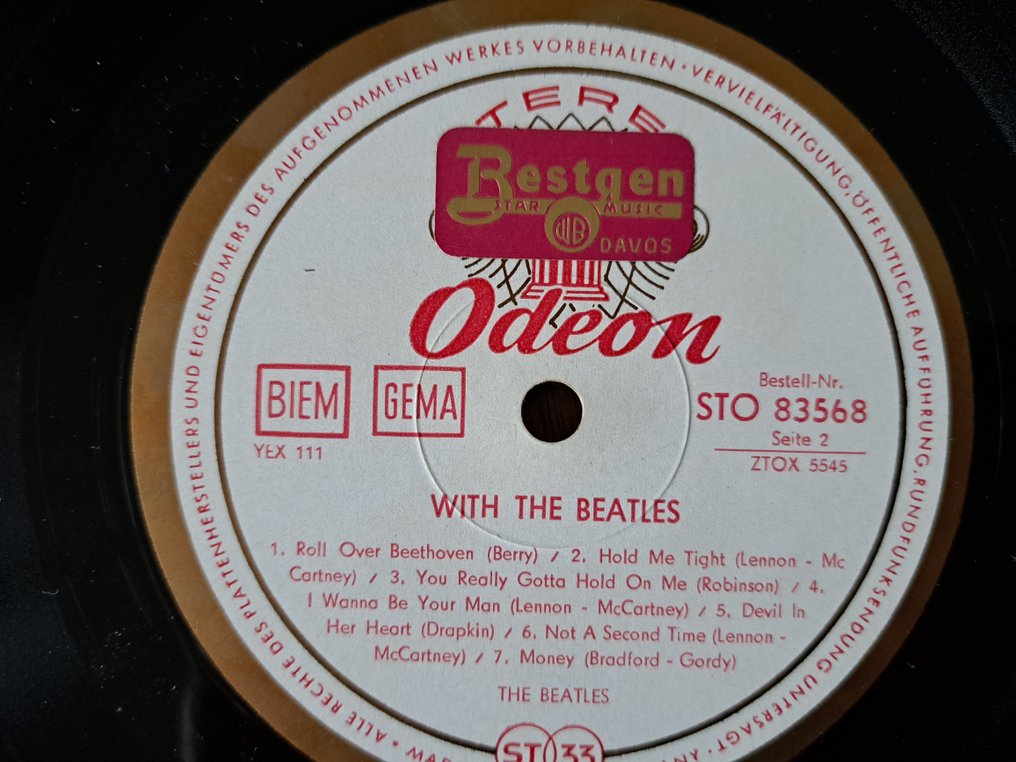 ALLE RECHTE DES PLATTENHERSTELLERS UND EIGENTÜMERS DES AUFGENOMMENEN WERKES VORBEHALTEN • VERVIELFÄLTIGUNG, ÖFFENTLICHE AUFFÜHRUNG, RUNDFUNKSENDUNG UNTERSAGT •
TERE
Bestgen
STAR MUSIC
WB
DAVOS
Odeon
BIEM GEMA
YEX 111
Bestell-Nr.
STO 83568
Seite 2
ZTOX 5545
WITH THE BEATLES
1. Roll Over Beethoven (Berry) / 2. Hold Me Tight (Lennon - Mc
Cartney) / 3. You Really Gotta Hold On Me (Robinson) / 4.
I Wanna Be Your Man (Lennon - McCartney) / 5. Devil In
Her Heart (Drapkin) / 6. Not A Second Time (Lennon -
McCartney) / 7. Money (Bradford - Gordy)
THE BEATLES
ST 33